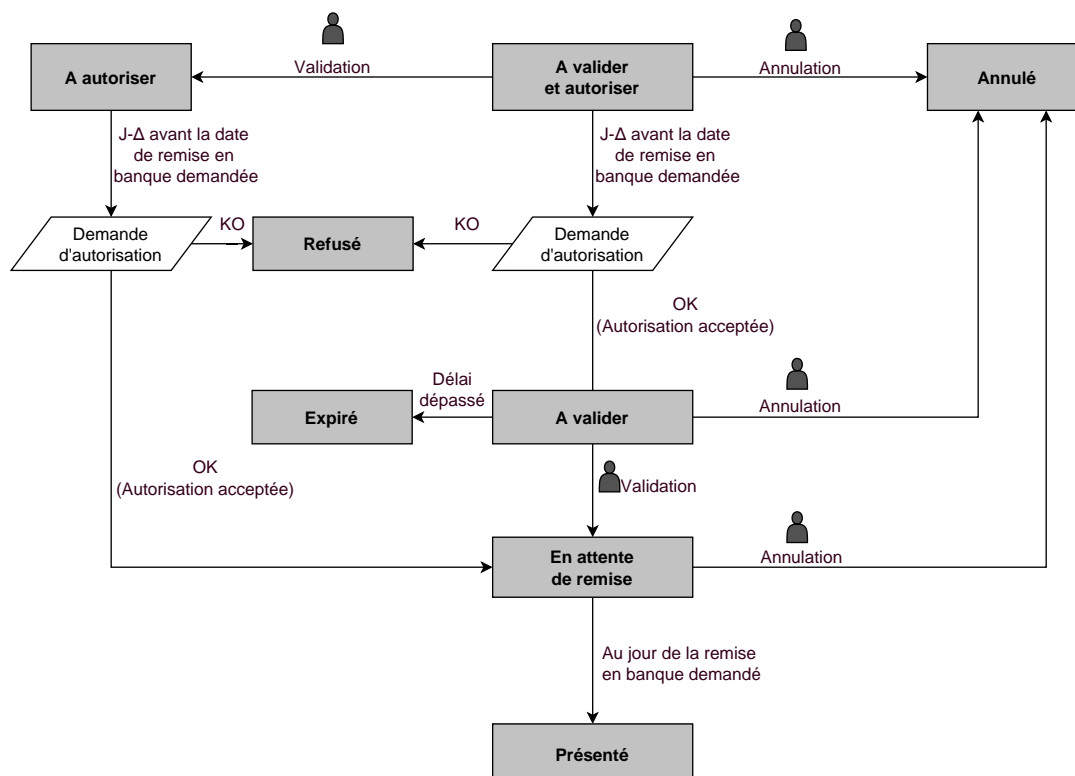 Validation
Annulation
A autoriser
A valider
et autoriser
Annulé
J-Δ avant la date
de remise en
banque demandée
J-Δ avant la date
de remise en
banque demandée
Demande
d'autorisation
KO
Refusé
KO
Demande
d'autorisation
OK
(Autorisation acceptée)
Délai
dépassé
Expiré
A valider
Annulation
OK
(Autorisation acceptée)
Validation
En attente
de remise
Annulation
Au jour de la remise
en banque demandé
Présenté